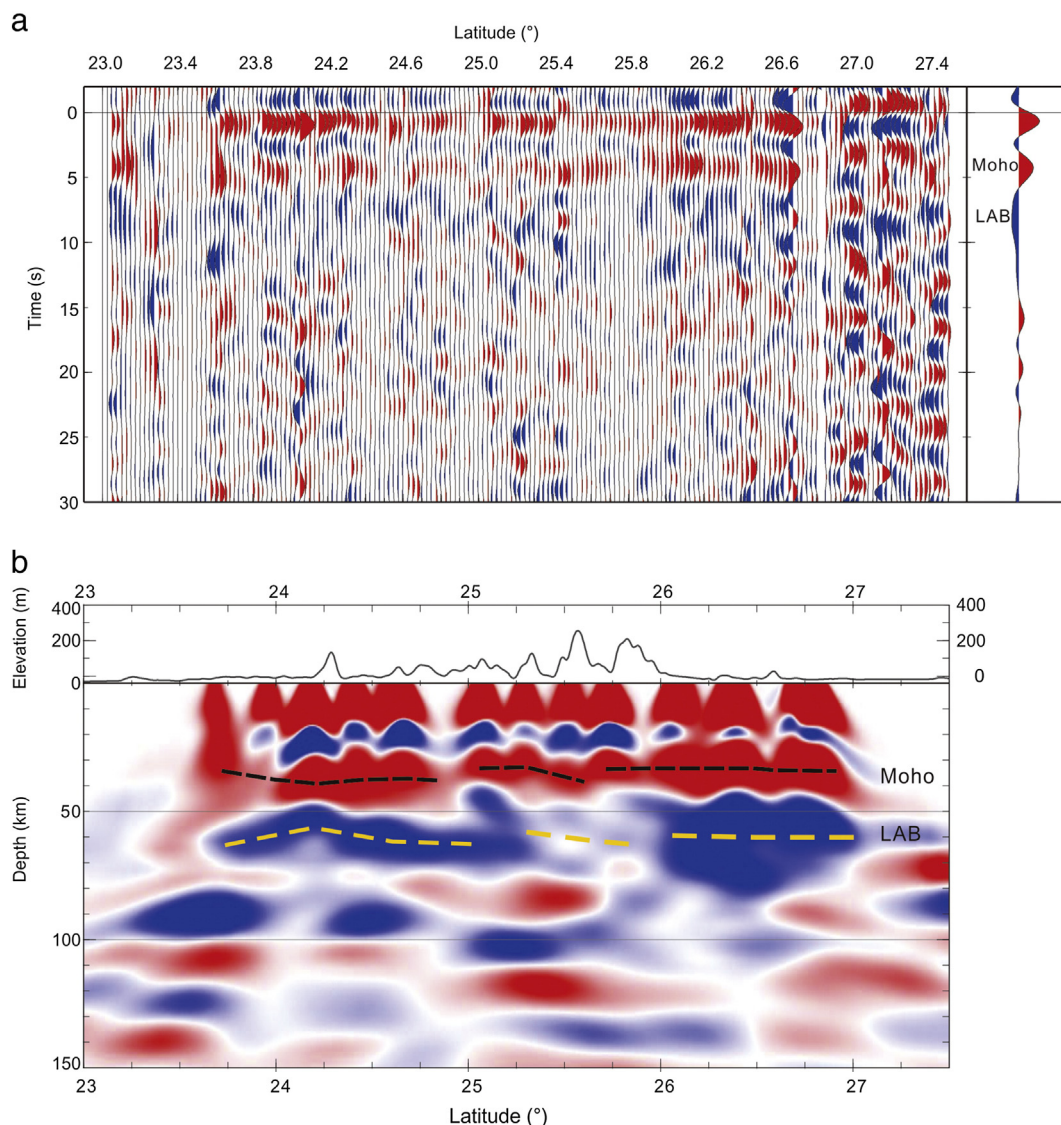 a
Latitude (°)
23.0 23.4 23.8 24.2 24.6 25.0 25.4 25.8 26.2 26.6 27.0 27.4
0
Moho
5
LAB
10
Time (s)
15
20
25
30
b
23 24 25 26 27
Elevation (m)
400 400
200 200
0 0
Moho
50
LAB
Depth (km)
100
150
23 24 25 26 27
Latitude (°)